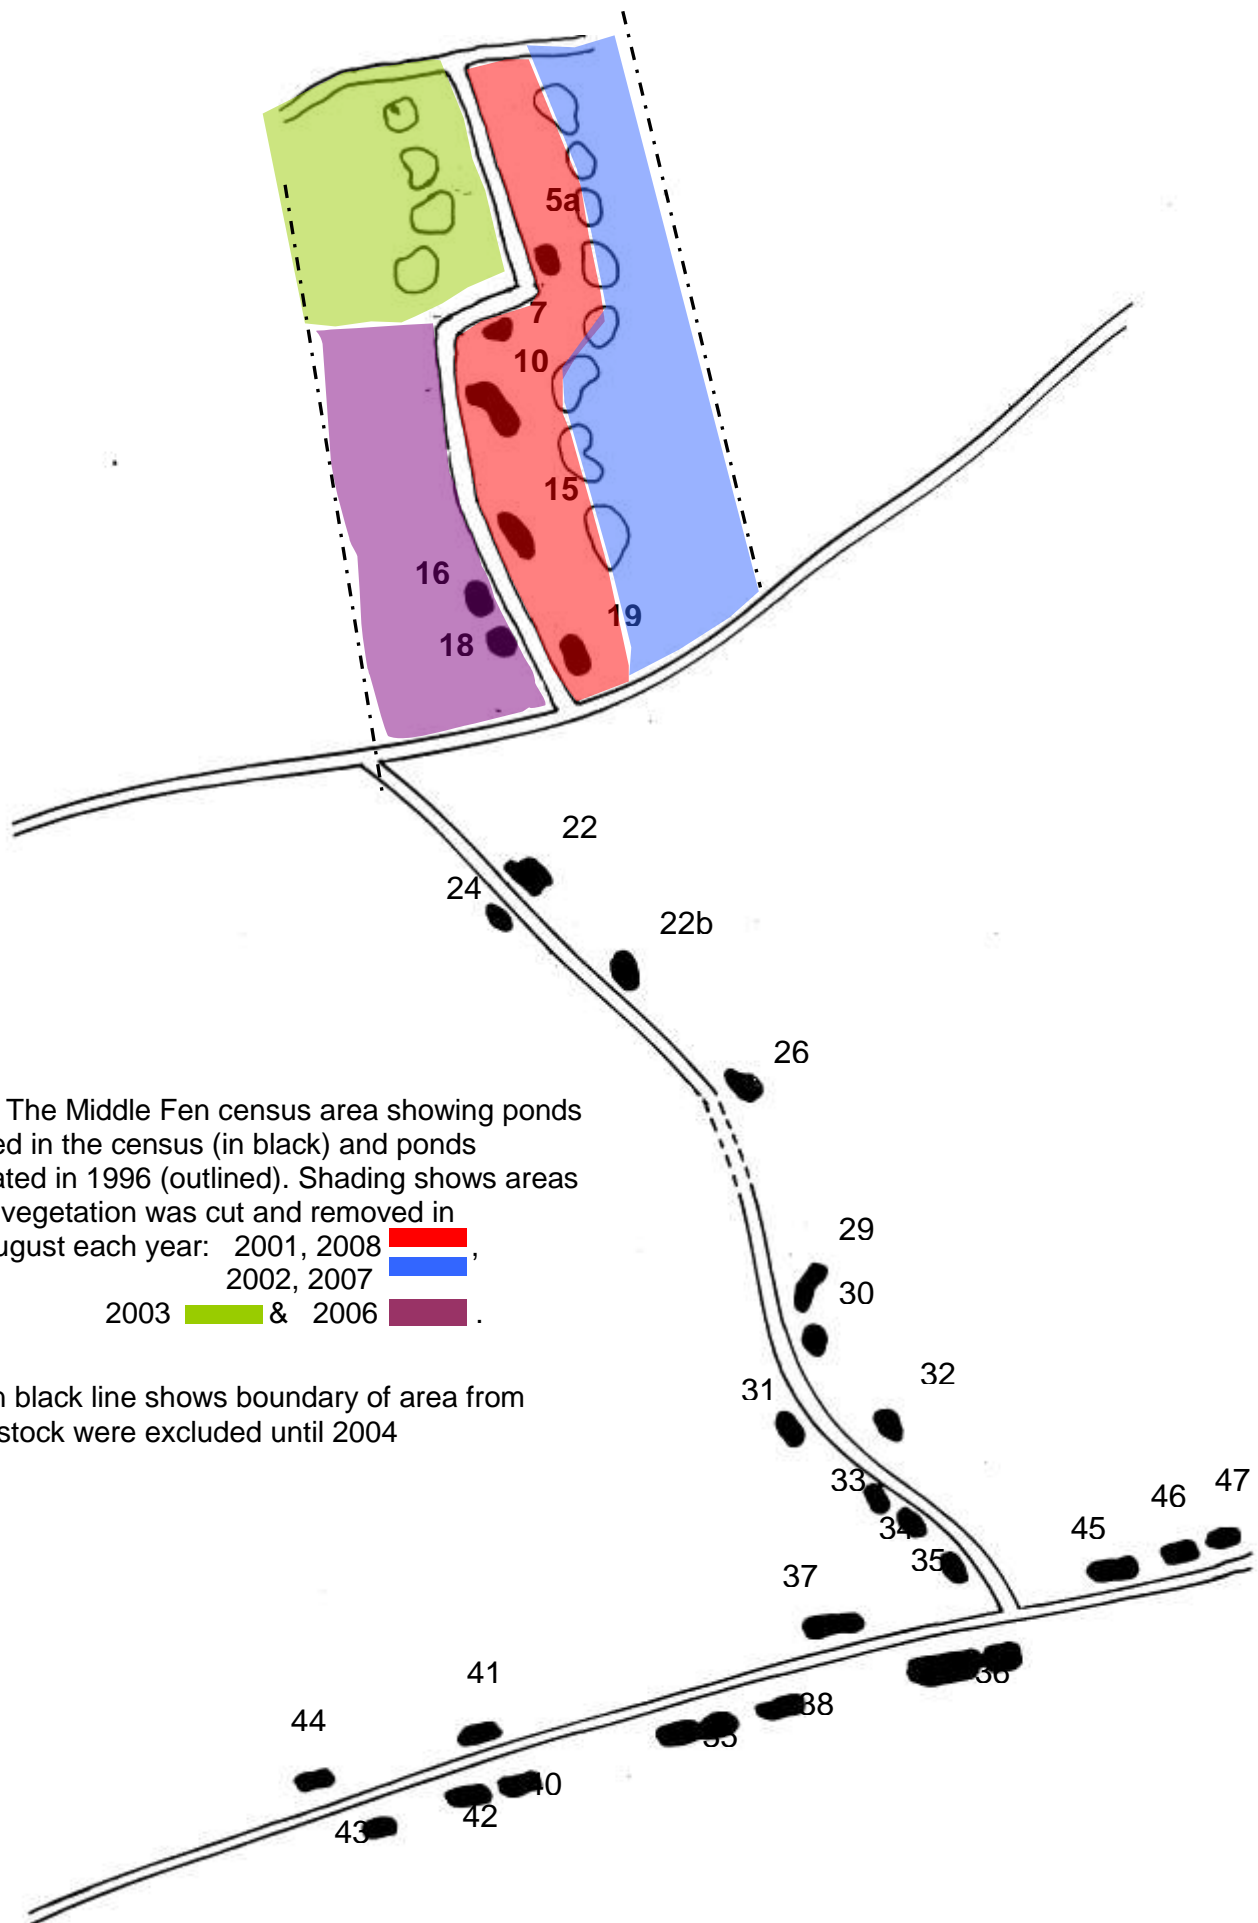 5a
7
10
15
16
18
19
22
24
22b
26
The Middle Fen census area showing ponds
ed in the census (in black) and ponds
ated in 1996 (outlined). Shading shows areas
vegetation was cut and removed in
ugust each year: 2001, 2008 ,
2002, 2007
2003 & 2006 .
29
30
n black line shows boundary of area from
stock were excluded until 2004
32
31
33
34
35
47
46
45
37
36
41
38
44
40
42
43